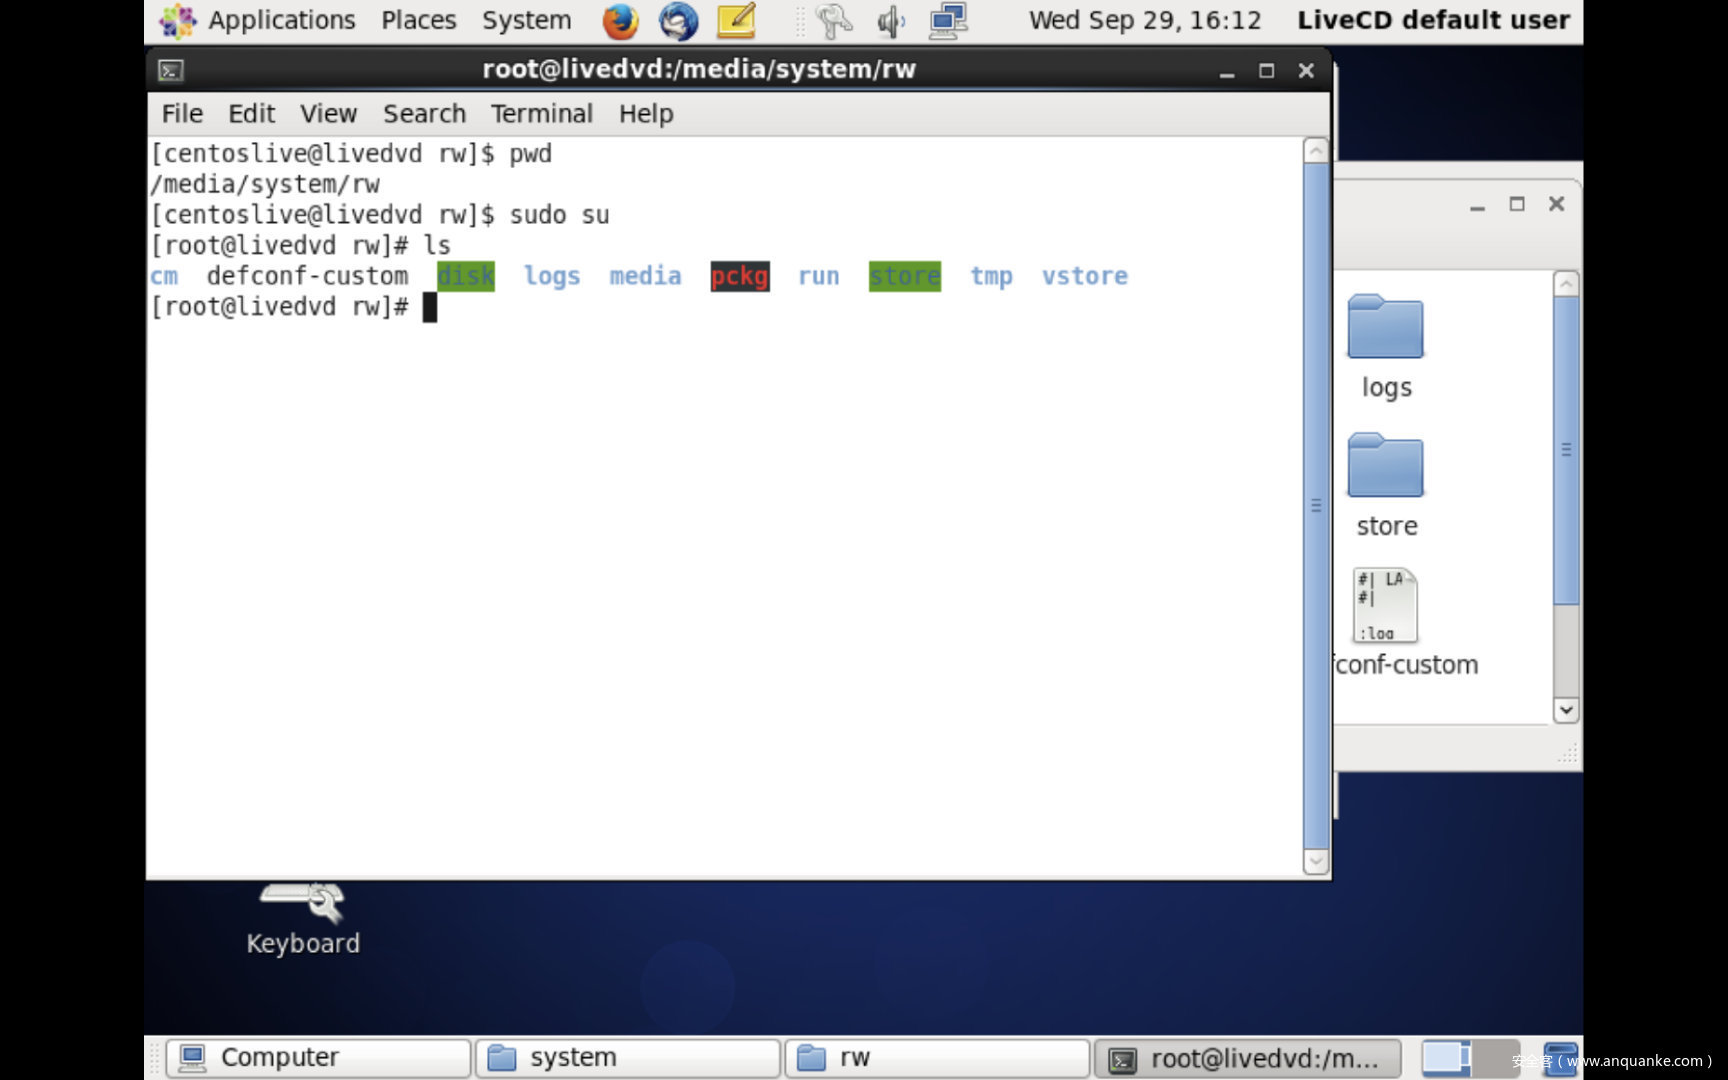 Applications Places System Wed Sep 29, 16:12 LiveCD default user
root@livedvd:/media/system/rw
File Edit View Search Terminal Help
[centoslive@livedvd rw]$ pwd
/media/system/rw
[centoslive@livedvd rw]$ sudo su
[root@livedvd rw]# ls
cm defconf-custom disk logs media pckg run store tmp vstore
[root@livedvd rw]#
logs
store
#| LA
#|
:log
fconf-custom
Keyboard
Computer system rw root@livedvd:/m...
安全客 ( www.anquanke.com )